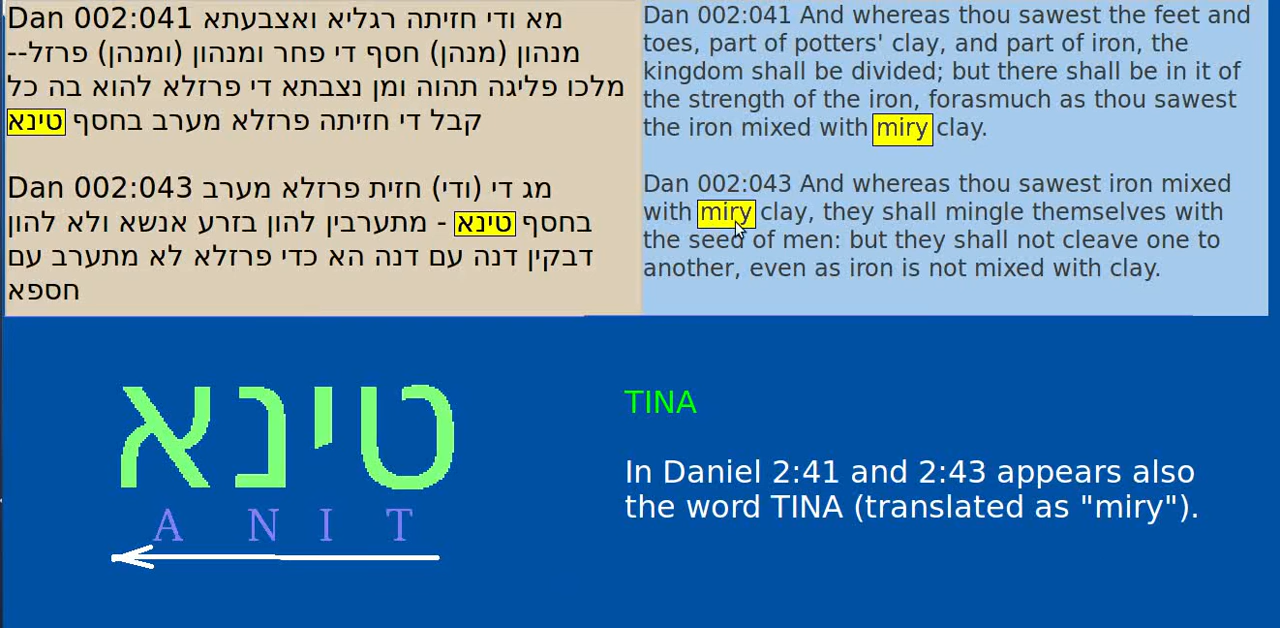 Dan 002:041 מא ודי חזיתה רגליא ואצבעתא
מנהון (מנהן) חסף די פחר ומנהון (ומנהן) פרזל--
מלכו פליגה תהוה ומן נצבתא די פרזלא להוא בה כל
קבל די חזיתה פרזלא מערב בחסף טינא
Dan 002:043 מג די (ודי) חזית פרזלא מערב
בחסף טינא - מתערבין להון בזרע אנשא ולא להון
דבקין דנה עם דנה הא כדי פרזלא לא מתערב עם
חספא
Dan 002:041 And whereas thou sawest the feet and
toes, part of potters' clay, and part of iron, the
kingdom shall be divided; but there shall be in it of
the strength of the iron, forasmuch as thou sawest
the iron mixed with miry clay.
Dan 002:043 And whereas thou sawest iron mixed
with miry clay, they shall mingle themselves with
the seed of men: but they shall not cleave one to
another, even as iron is not mixed with clay.
טינא
A N I T
TINA
In Daniel 2:41 and 2:43 appears also
the word TINA (translated as "miry").